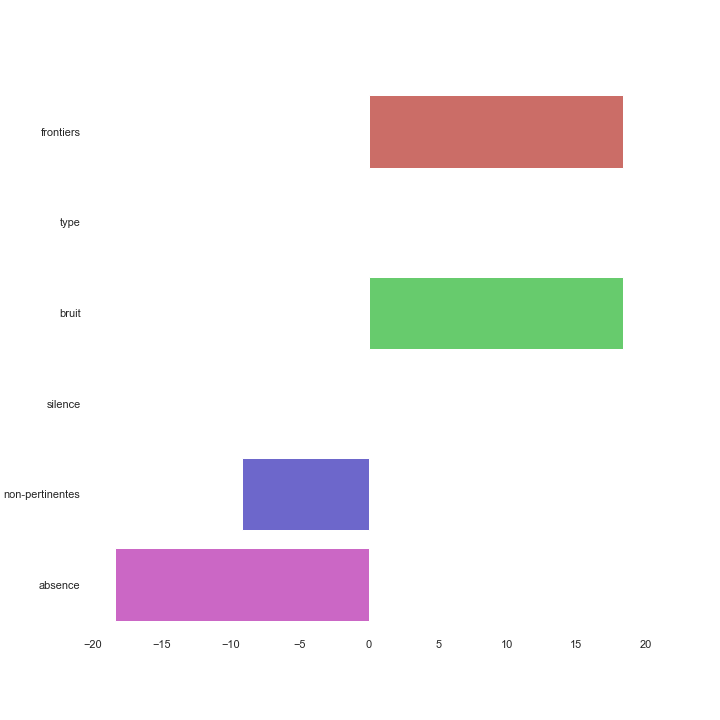 frontiers
type
bruit
silence
non-pertinentes
absence
−20 −15 −10 −5 0 5 10 15 20